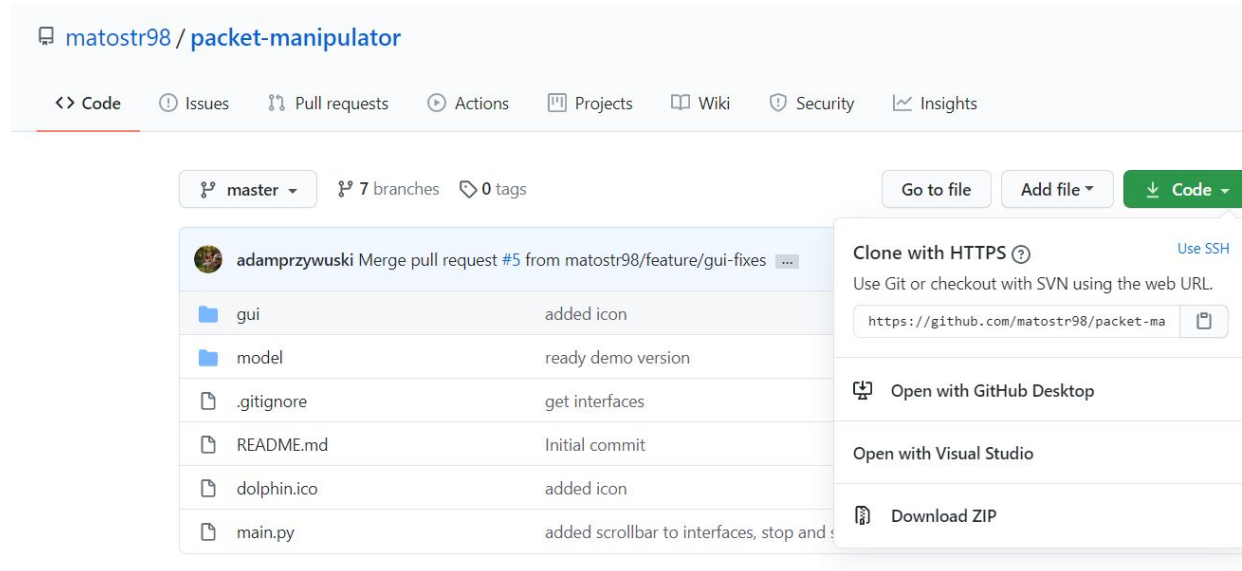 matostr98 / packet-manipulator
<> Code Issues Pull requests Actions Projects Wiki Security Insights
master 7 branches 0 tags Go to file Add file Code
adamprzywuski Merge pull request #5 from matostr98/feature/gui-fixes ...
Clone with HTTPS ? Use SSH
Use Git or checkout with SVN using the web URL.
https://github.com/matostr98/packet-ma
Open with GitHub Desktop
Open with Visual Studio
Download ZIP
gui added icon
model ready demo version
.gitignore get interfaces
README.md Initial commit
dolphin.ico added icon
main.py added scrollbar to interfaces, stop and